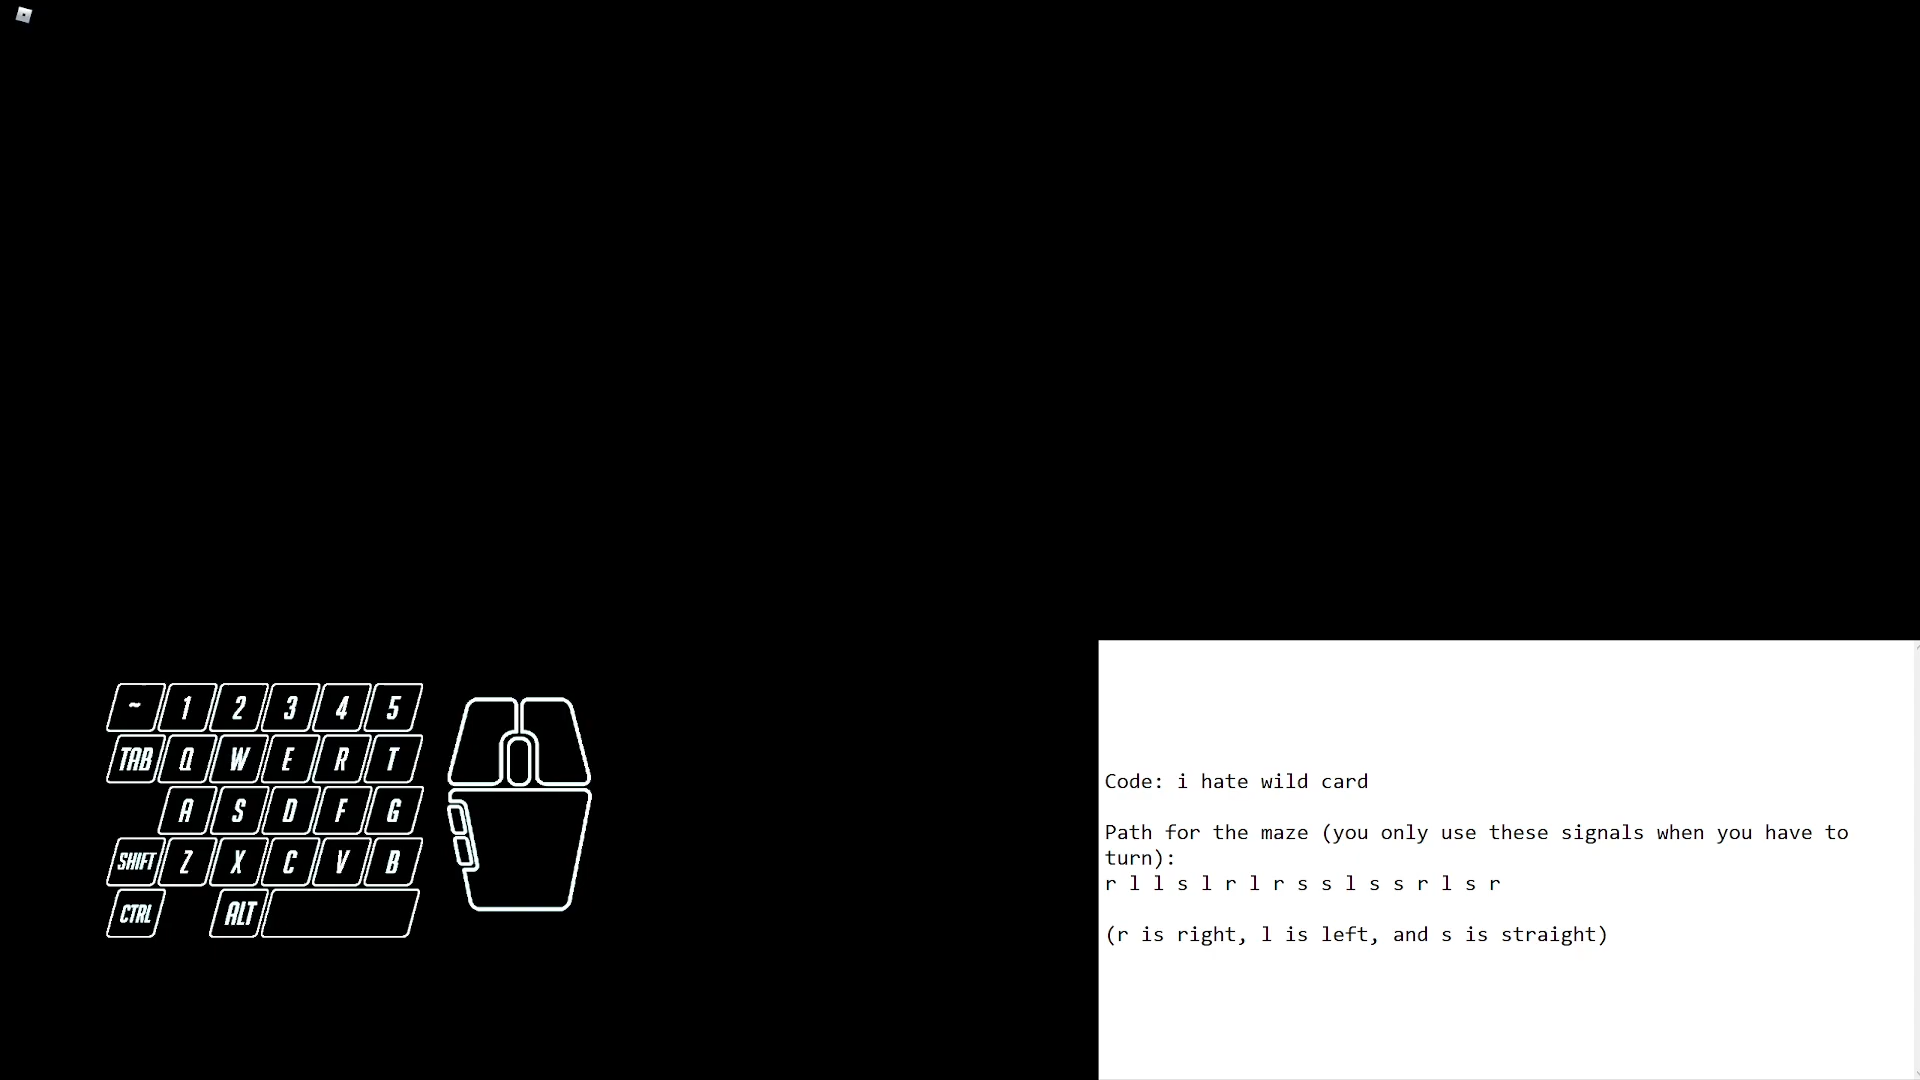 ~ 1 2 3 4 5
TAB Q W E R T
A S D F G
SHIFT Z X C V B
CTRL ALT
Code: i hate wild card
Path for the maze (you only use these signals when you have to
turn):
r l l s l r l r s s l s s r l s r
(r is right, l is left, and s is straight)